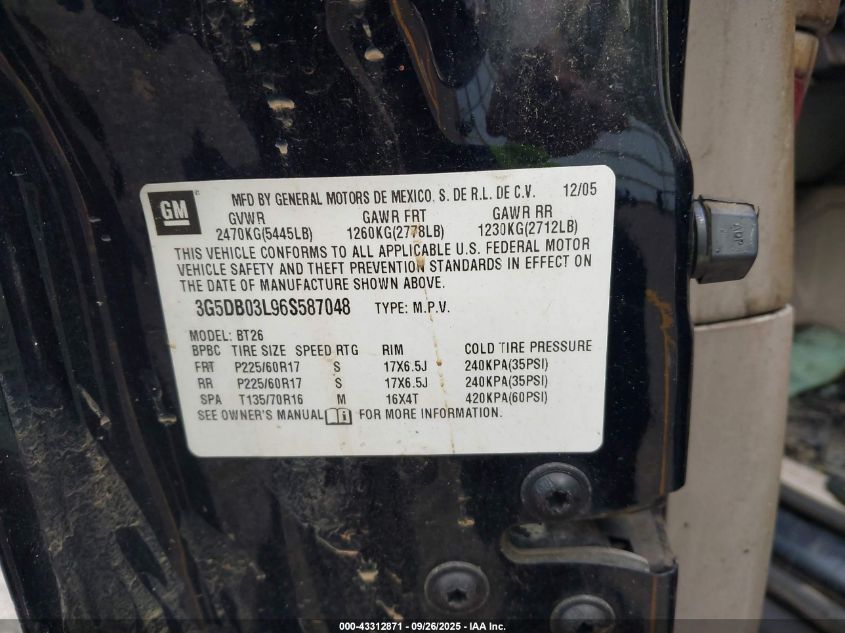 GM
MFD BY GENERAL MOTORS DE MEXICO, S. DE R.L. DE C.V. 12/05
GVWR GAWR FRT GAWR RR
2470KG(5445LB) 1260KG(2778LB) 1230KG(2712LB)
THIS VEHICLE CONFORMS TO ALL APPLICABLE U.S. FEDERAL MOTOR
VEHICLE SAFETY AND THEFT PREVENTION STANDARDS IN EFFECT ON
THE DATE OF MANUFACTURE SHOWN ABOVE.
3G5DB03L96S587048 TYPE: M.P.V.
MODEL: BT26
BPBC TIRE SIZE SPEED RTG RIM COLD TIRE PRESSURE
FRT P225/60R17 S 17X6.5J 240KPA(35PSI)
RR P225/60R17 S 17X6.5J 240KPA(35PSI)
SPA T135/70R16 M 16X4T 420KPA(60PSI)
SEE OWNER'S MANUAL FOR MORE INFORMATION.
000-43312871 - 09/26/2025 - IAA Inc.